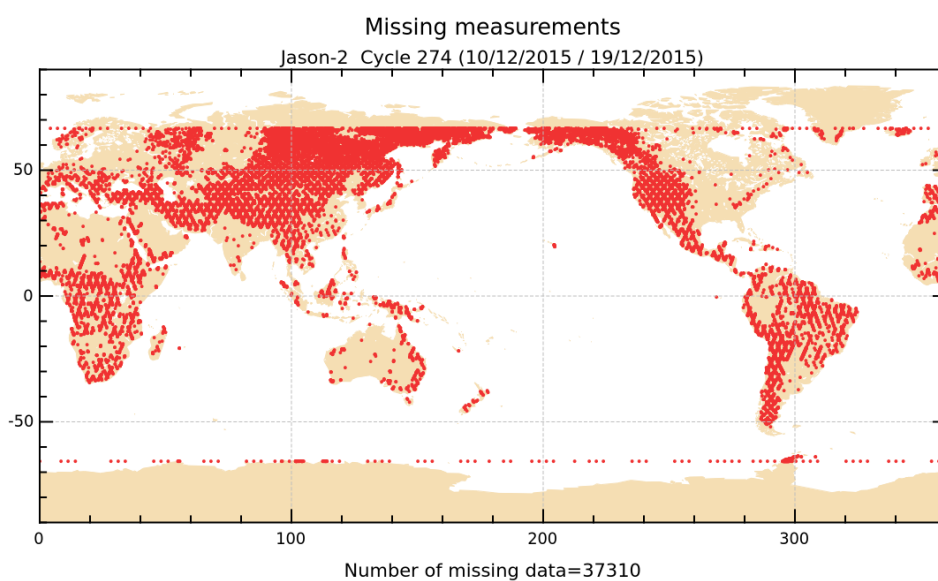 Missing measurements
Jason-2 Cycle 274 (10/12/2015 / 19/12/2015)
50
0
-50
0 100 200 300
Number of missing data=37310